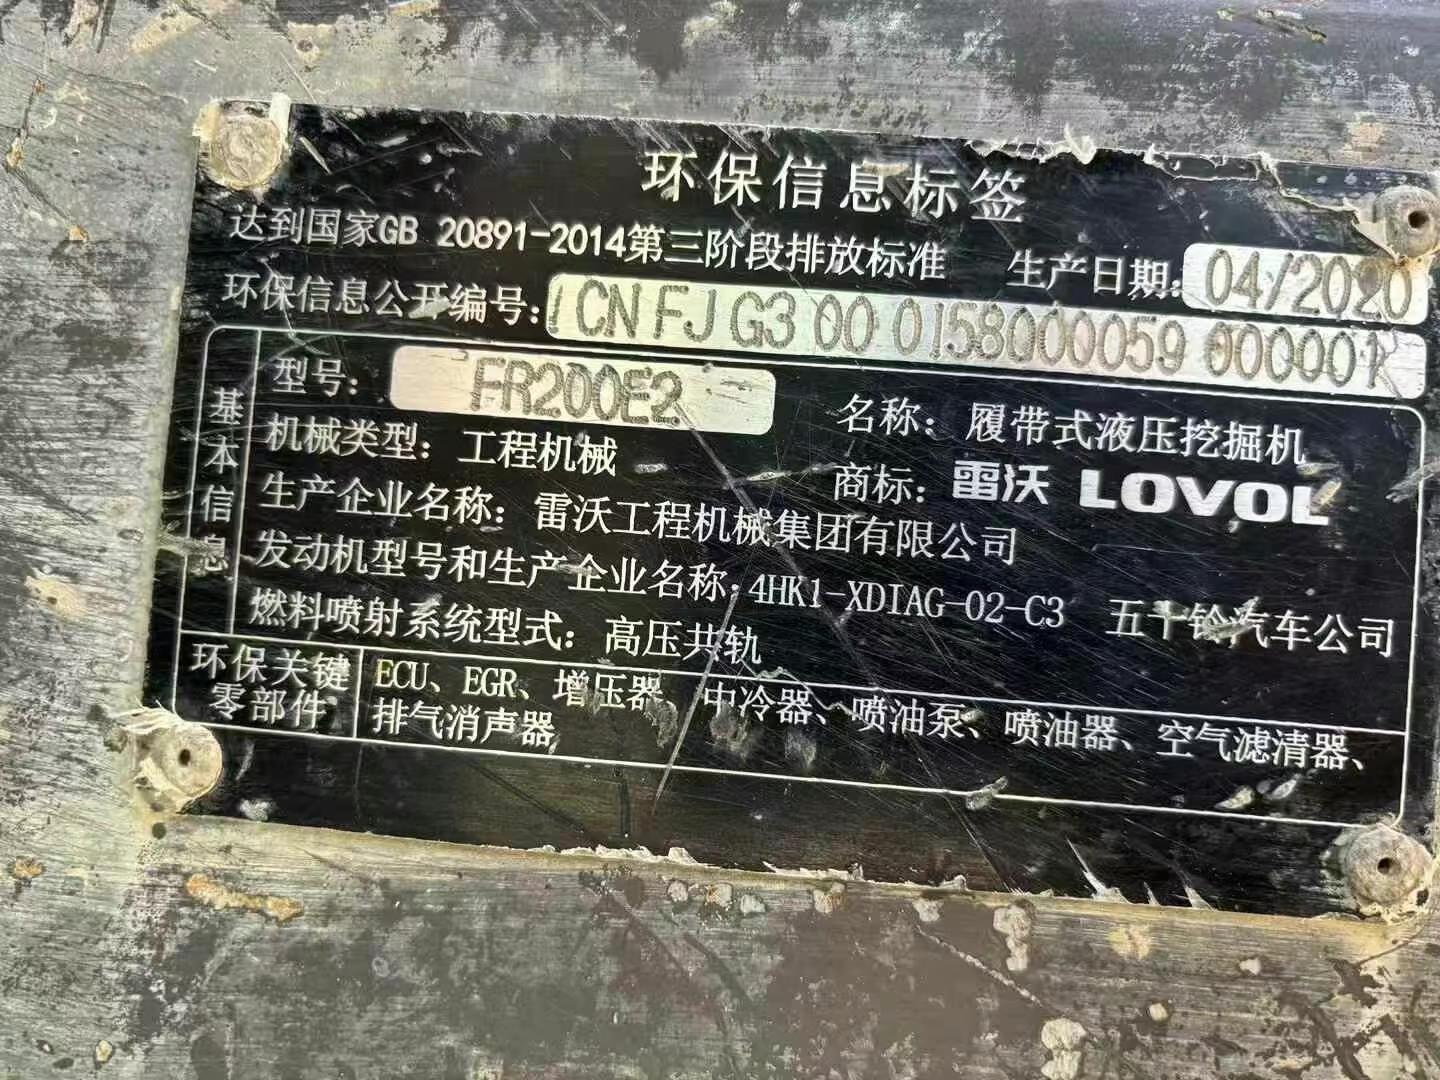 环保信息标签
达到国家GB 20891-2014第三阶段排放标准 生产日期: 04/2020
环保信息公开编号: CN FJ G3 00 0158000059 000001
基本信息
型号: FR200E2 名称: 履带式液压挖掘机
机械类型: 工程机械 商标: 雷沃 LOVOL
生产企业名称: 雷沃工程机械集团有限公司
发动机型号和生产企业名称: 4HK1-XDIAG-02-C3 五十铃汽车公司
燃料喷射系统型式: 高压共轨
环保关键零部件
ECU、EGR、增压器、中冷器、喷油泵、喷油器、空气滤清器、
排气消声器